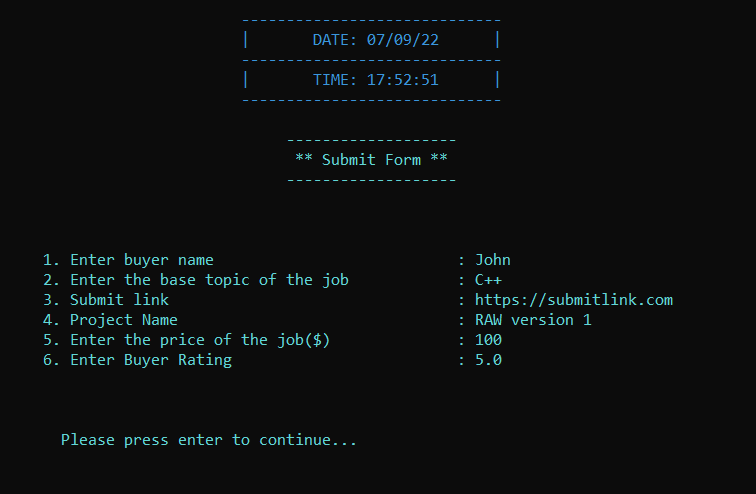 -----------------------------
| DATE: 07/09/22 |
-----------------------------
| TIME: 17:52:51 |
-----------------------------
-------------------
** Submit Form **
-------------------
1. Enter buyer name : John
2. Enter the base topic of the job : C++
3. Submit link : https://submitlink.com
4. Project Name : RAW version 1
5. Enter the price of the job($) : 100
6. Enter Buyer Rating : 5.0
Please press enter to continue...